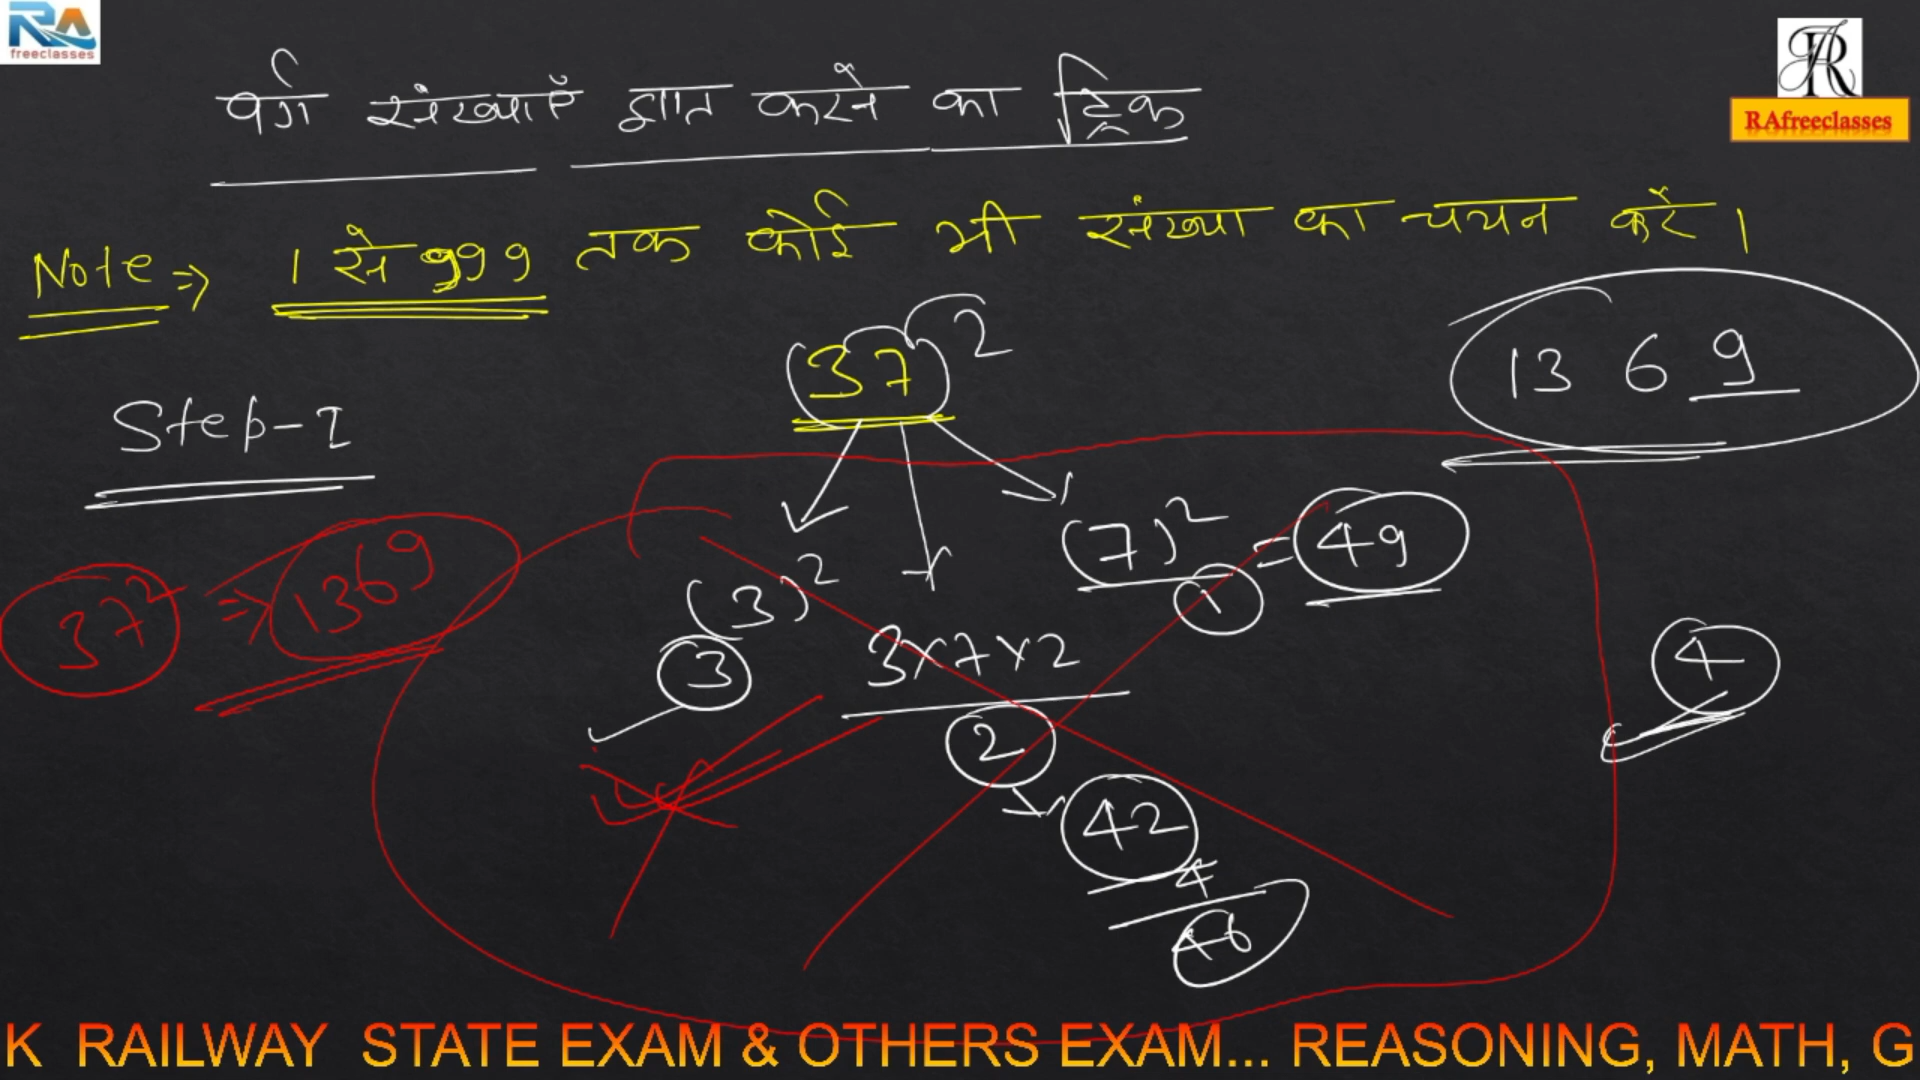 RA
freeclasses
R
RAfreeclasses
वर्ग संख्याएँ ज्ञात करने का ट्रिक
Note ⇒ 1 से 999 तक कोई भी संख्या का चयन करें।
(37)²
13 6 9
Step-I
(7)² = 49
1
37² ⇒ 1369
(3)²
3
3×7×2
2
4
42
4
46
K RAILWAY STATE EXAM & OTHERS EXAM... REASONING, MATH, G